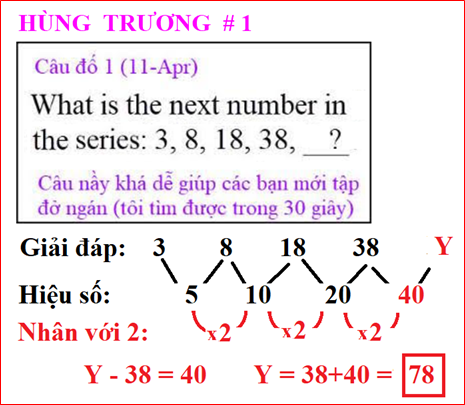 HÙNG TRƯƠNG # 1
Câu đố 1 (11-Apr)
What is the next number in
the series: 3, 8, 18, 38, __?__
Câu nầy khá dễ giúp các bạn mới tập
đở ngán (tôi tìm được trong 30 giây)
Giải đáp: 3 8 18 38 Y
Hiệu số: 5 10 20 40
Nhân với 2: x2 x2 x2
Y - 38 = 40 Y = 38+40 = 78